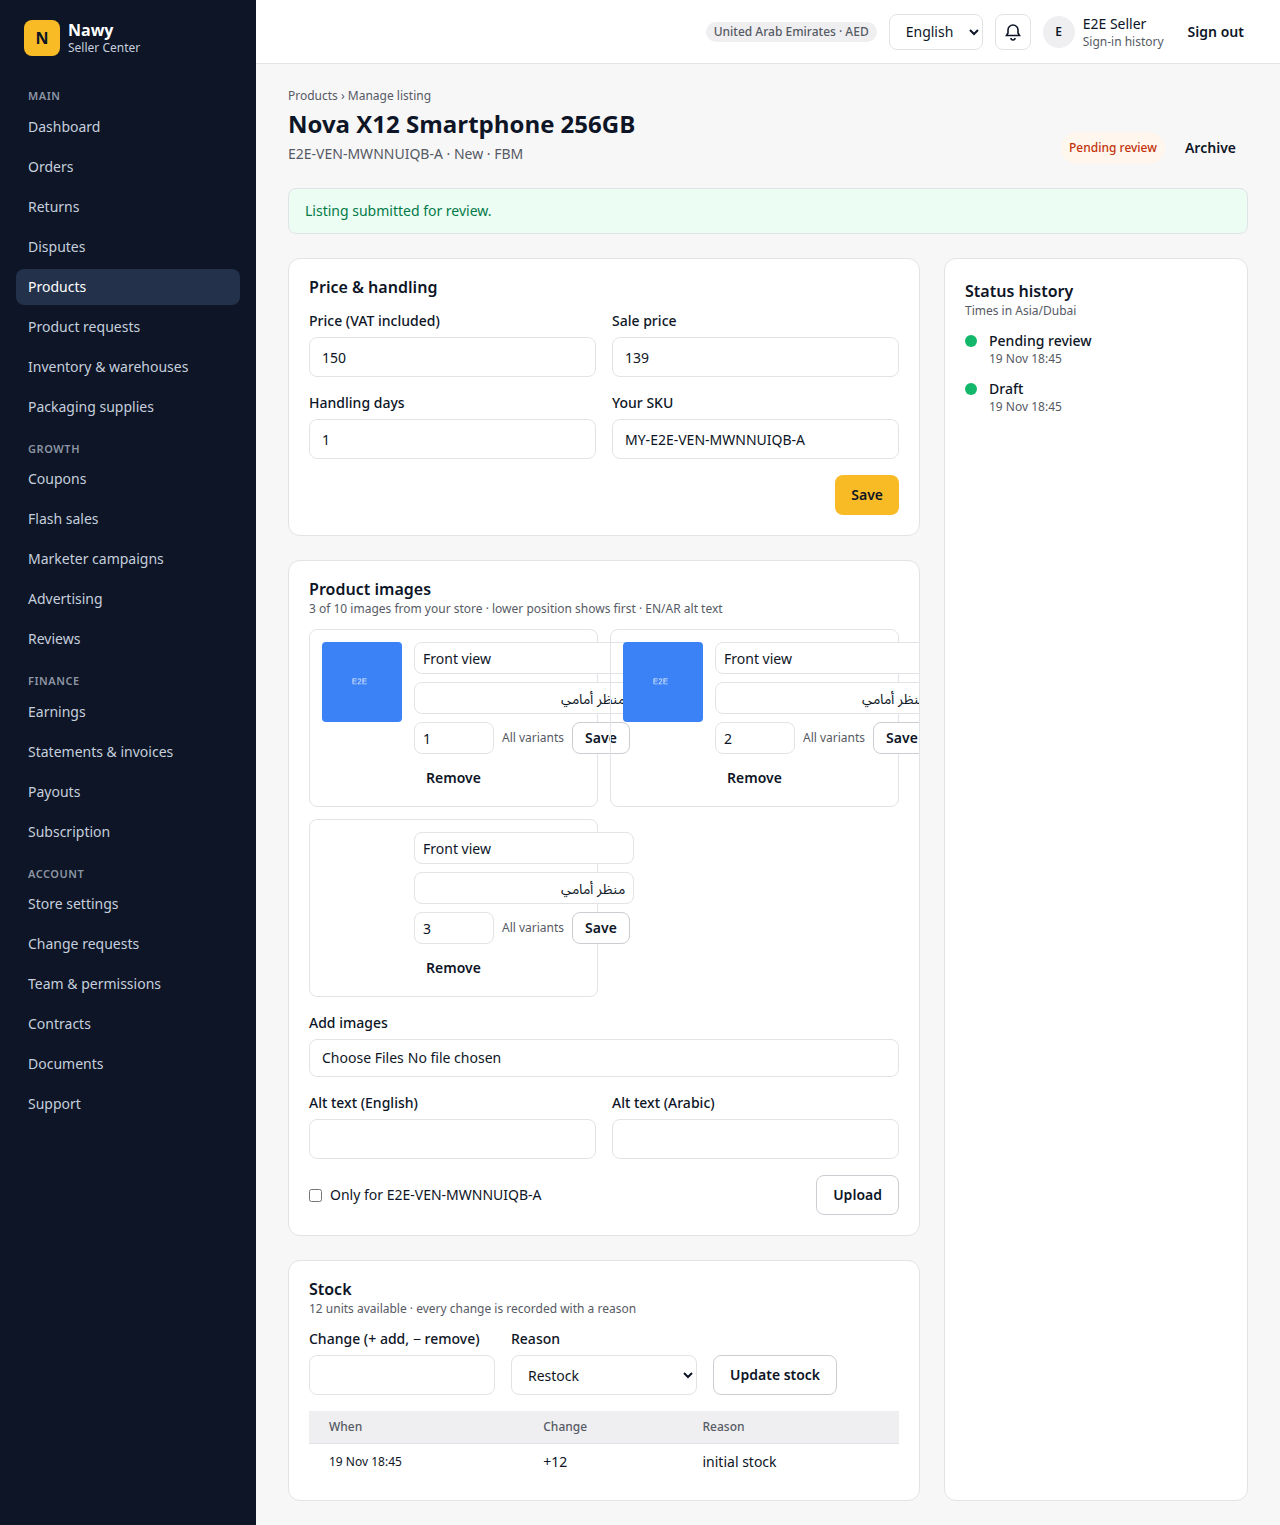 N
Nawy
Seller Center
MAIN
Dashboard
Orders
Returns
Disputes
Products
Product requests
Inventory & warehouses
Packaging supplies
GROWTH
Coupons
Flash sales
Marketer campaigns
Advertising
Reviews
FINANCE
Earnings
Statements & invoices
Payouts
Subscription
ACCOUNT
Store settings
Change requests
Team & permissions
Contracts
Documents
Support
United Arab Emirates · AED
English
E
E2E Seller
Sign-in history
Sign out
Products › Manage listing
Nova X12 Smartphone 256GB
E2E-VEN-MWNNUIQB-A · New · FBM
Pending review
Archive
Listing submitted for review.
Price & handling
Price (VAT included)
Sale price
150
139
Handling days
Your SKU
1
MY-E2E-VEN-MWNNUIQB-A
Save
Product images
3 of 10 images from your store · lower position shows first · EN/AR alt text
E2E
Front view
منظر أمامي
1
All variants
Save
Remove
E2E
Front view
منظر أمامي
2
All variants
Save
Remove
Front view
منظر أمامي
3
All variants
Save
Remove
Add images
Choose Files No file chosen
Alt text (English)
Alt text (Arabic)
Only for E2E-VEN-MWNNUIQB-A
Upload
Stock
12 units available · every change is recorded with a reason
Change (+ add, − remove)
Reason
Restock
Update stock
When
Change
Reason
19 Nov 18:45
+12
initial stock
Status history
Times in Asia/Dubai
Pending review
19 Nov 18:45
Draft
19 Nov 18:45